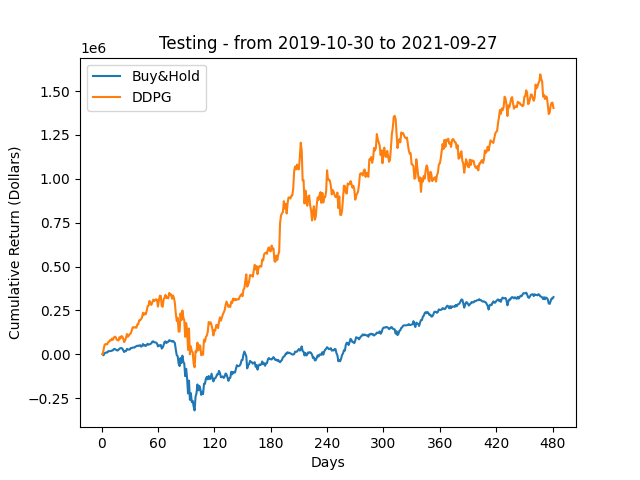 Testing - from 2019-10-30 to 2021-09-27
1e6
Buy&Hold
DDPG
Cumulative Return (Dollars)
1.50
1.25
1.00
0.75
0.50
0.25
0.00
−0.25
0 60 120 180 240 300 360 420 480
Days